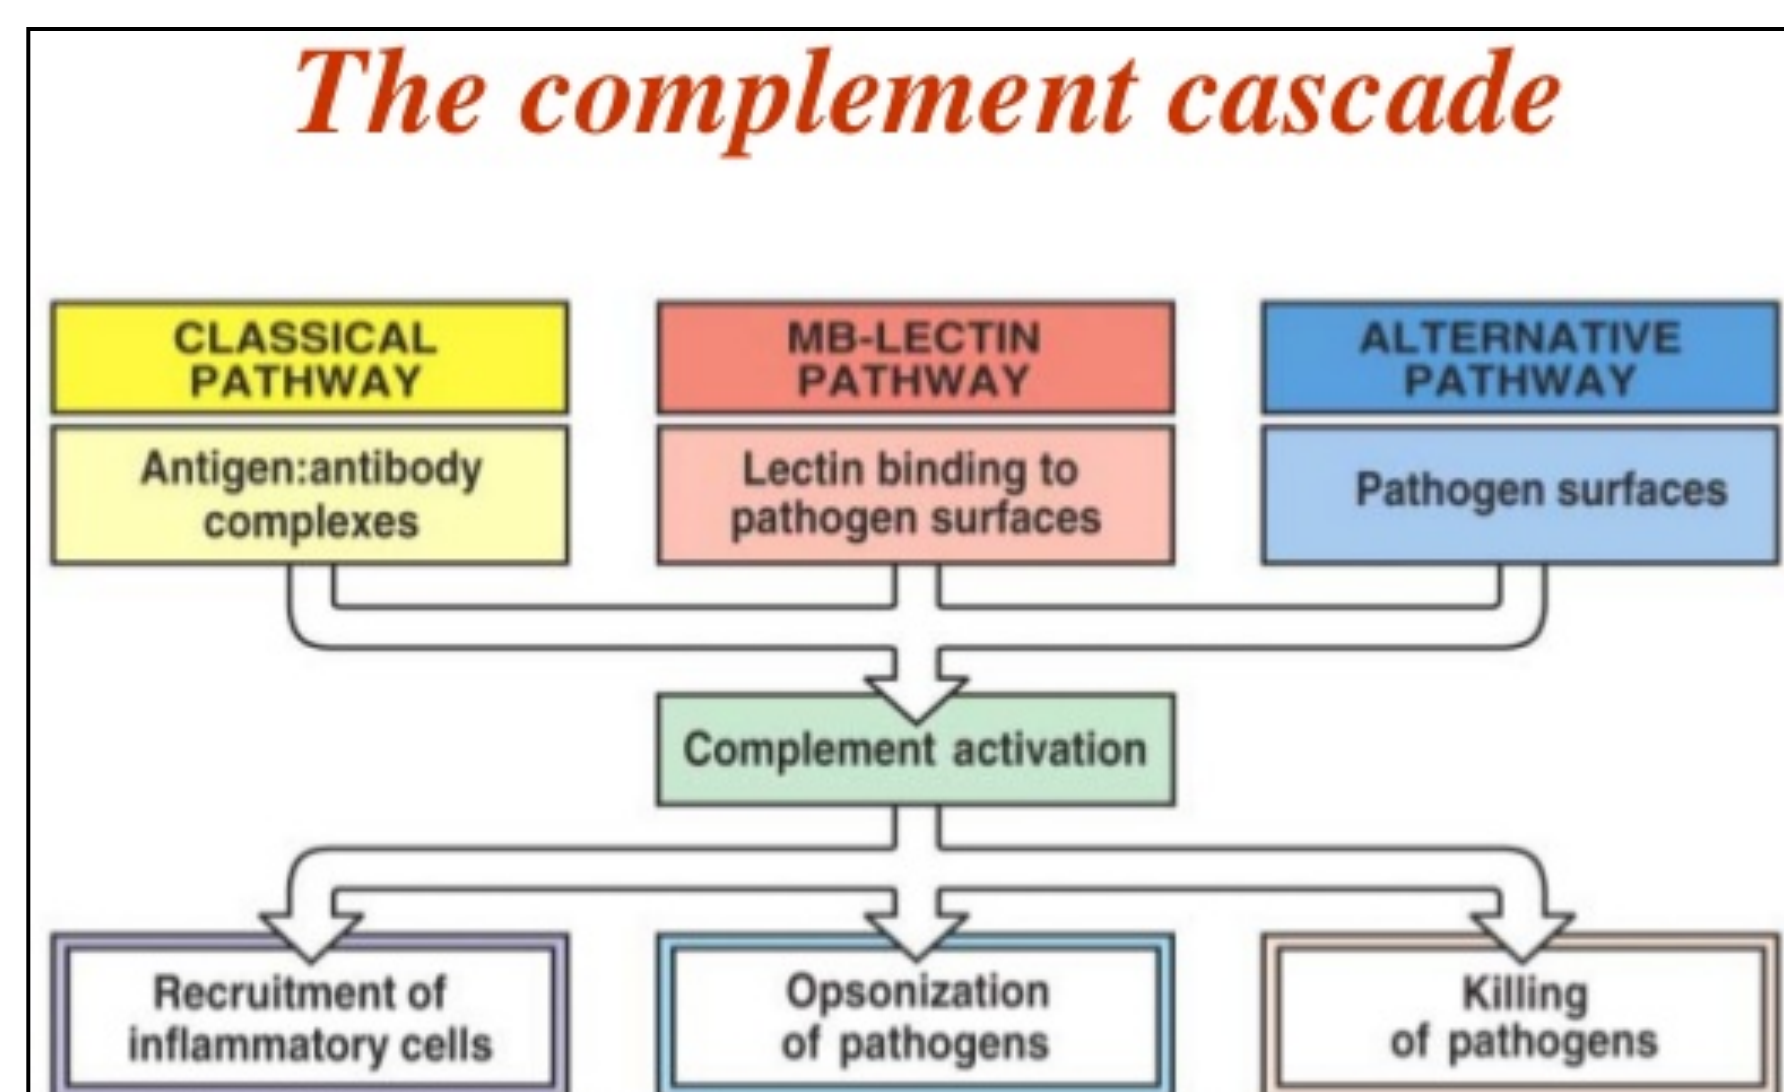 The complement cascade
CLASSICAL
PATHWAY
Antigen:antibody
complexes
MB-LECTIN
PATHWAY
Lectin binding to
pathogen surfaces
ALTERNATIVE
PATHWAY
Pathogen surfaces
Complement activation
Recruitment of
inflammatory cells
Opsonization
of pathogens
Killing
of pathogens